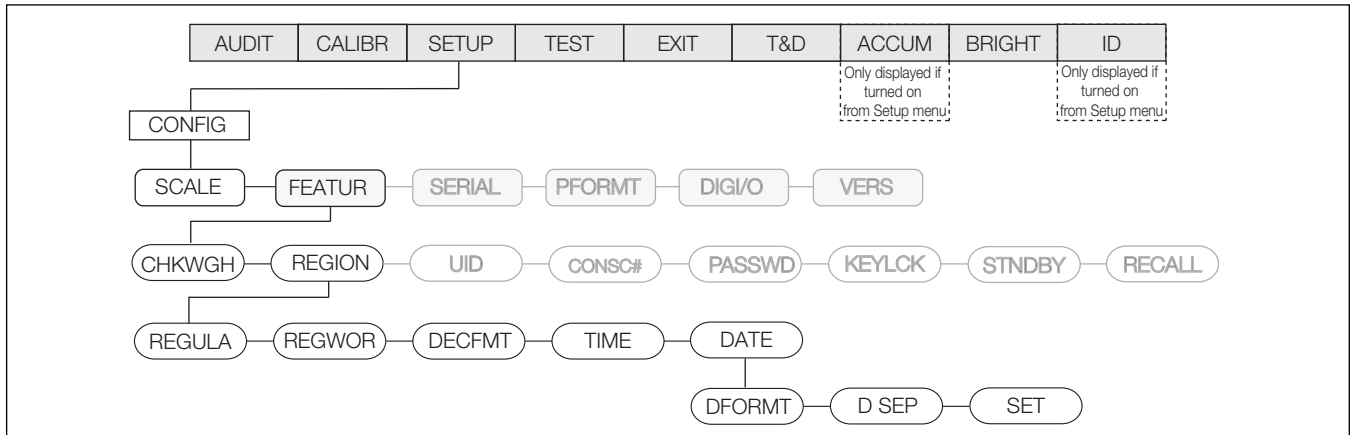 AUDIT CALIBR SETUP TEST EXIT T&D ACCUM BRIGHT ID
Only displayed if
turned on
from Setup menu
Only displayed if
turned on
from Setup menu
CONFIG
SCALE FEATUR SERIAL PFORMT DIGI/O VERS
CHKWGH REGION UID CONSC# PASSWD KEYLCK STNDBY RECALL
REGULA REGWOR DECFMT TIME DATE
DFORMT D SEP SET